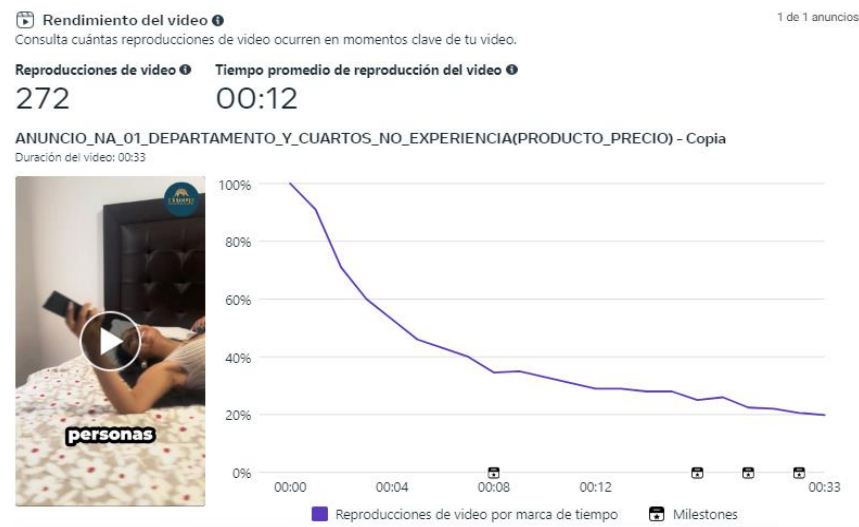 Rendimiento del video
1 de 1 anuncios
Consulta cuántas reproducciones de video ocurren en momentos clave de tu video.
Reproducciones de video
Tiempo promedio de reproducción del video
272
00:12
ANUNCIO_NA_01_DEPARTAMENTO_Y_CUARTOS_NO_EXPERIENCIA(PRODUCTO_PRECIO) - Copia
Duración del video: 00:33
100%
80%
60%
40%
20%
0%
personas
00:00
00:04
00:08
00:12
00:33
Reproducciones de video por marca de tiempo
Milestones